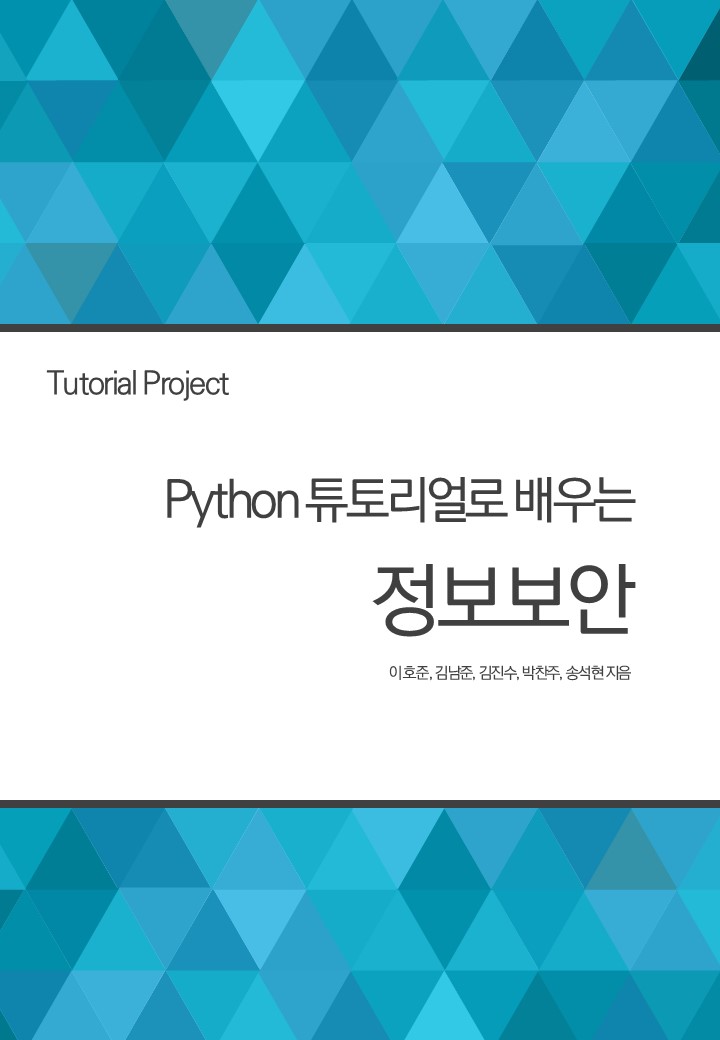 Tutorial Project
Python 튜토리얼로 배우는
정보보안
이호준, 김남준, 김진수, 박찬주, 송석현 지음